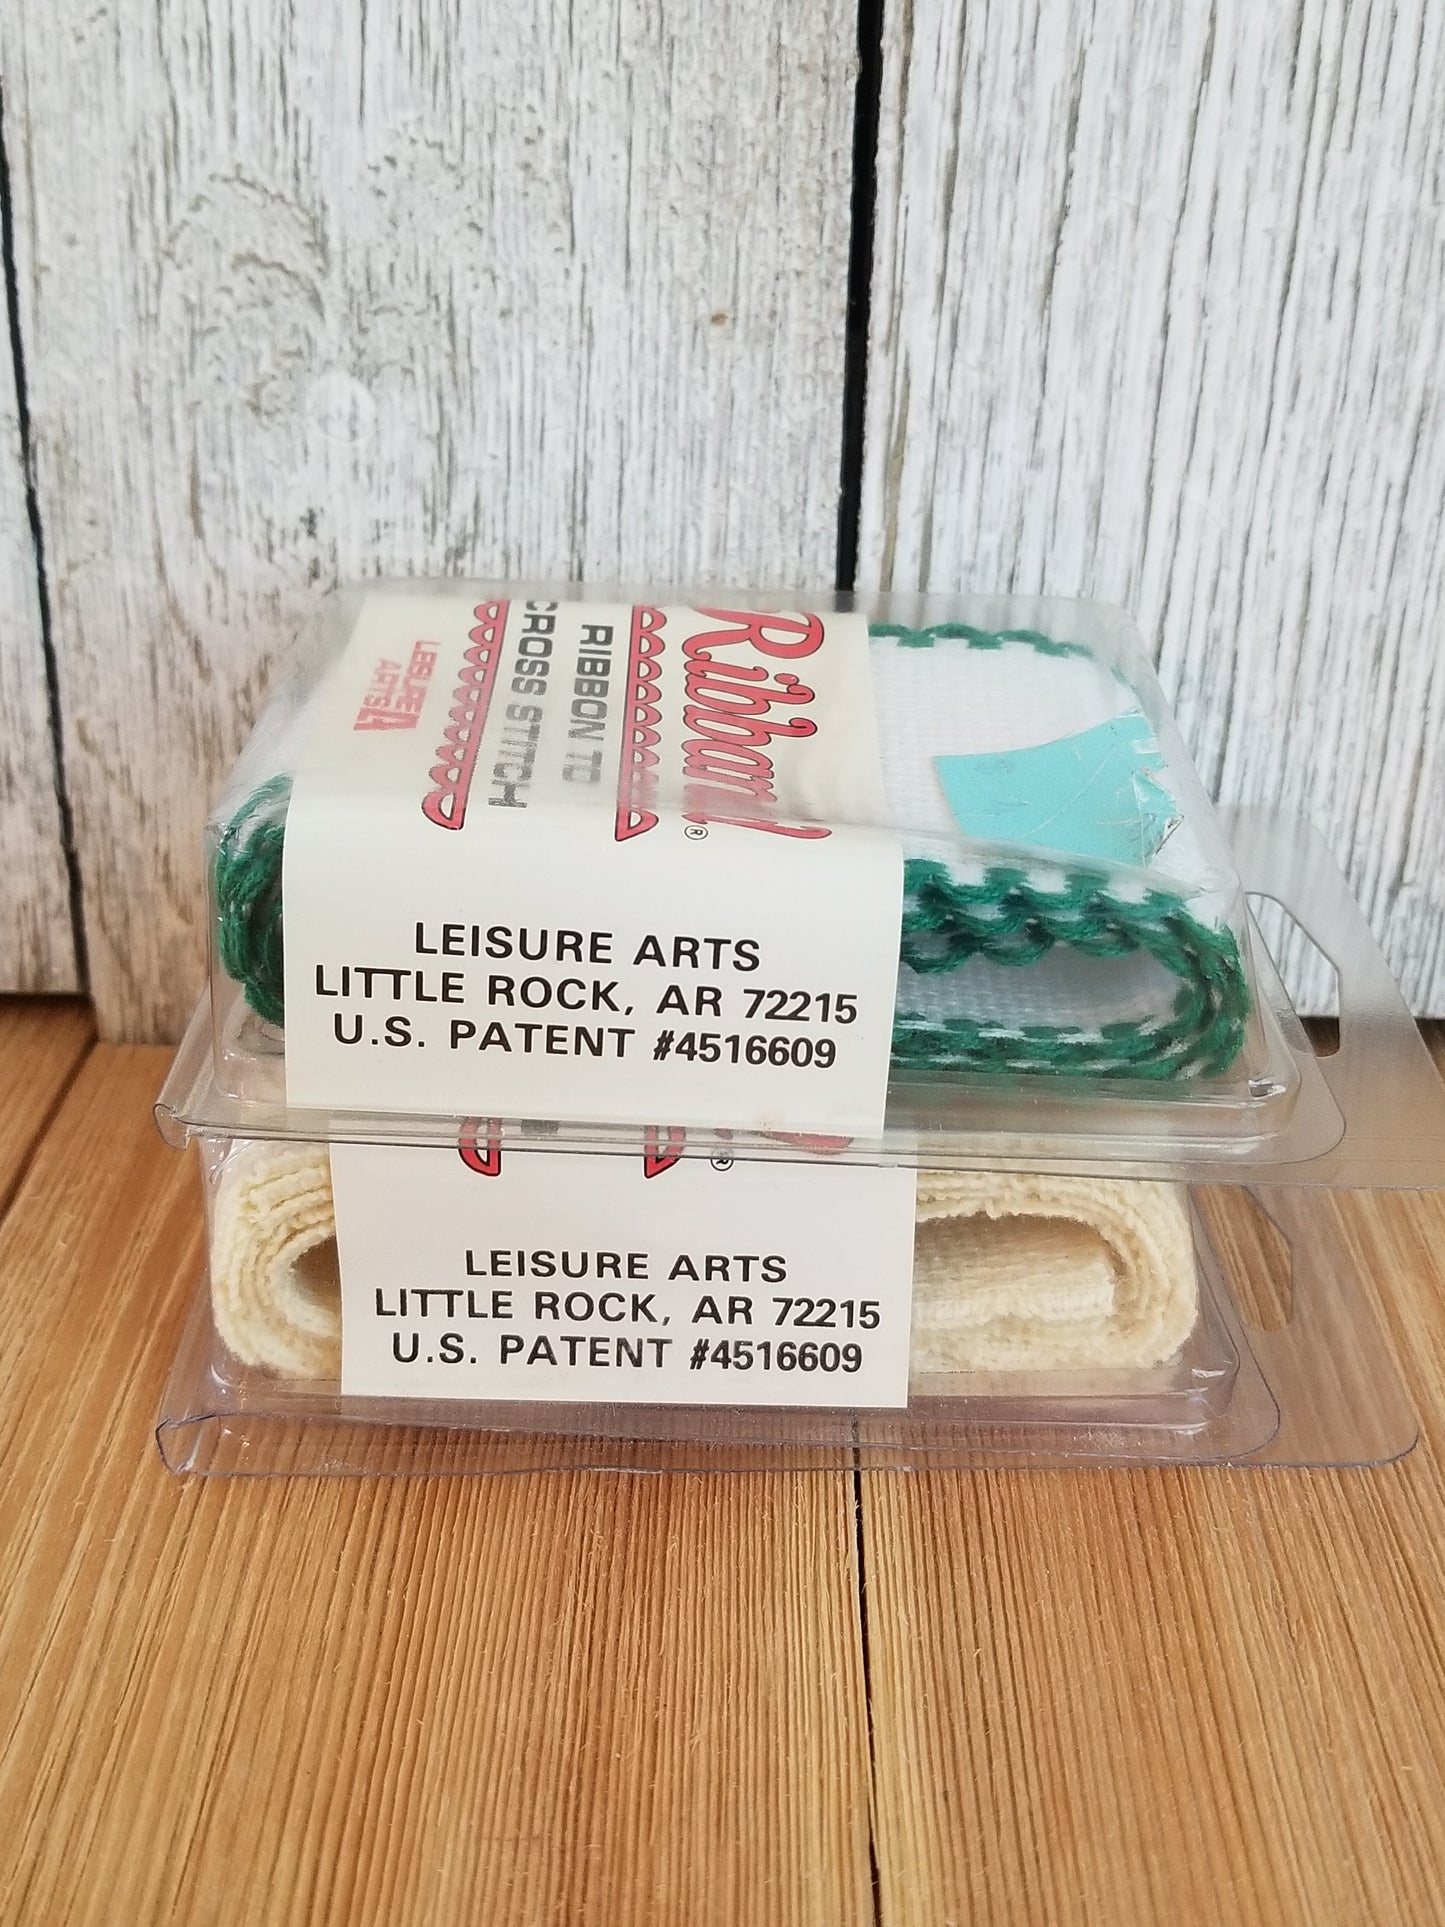 Ribband®
RIBBON TO
CROSS STITCH
LEISURE
ARTS
LEISURE ARTS
LITTLE ROCK, AR 72215
U.S. PATENT #4516609
®
LEISURE ARTS
LITTLE ROCK, AR 72215
U.S. PATENT #4516609